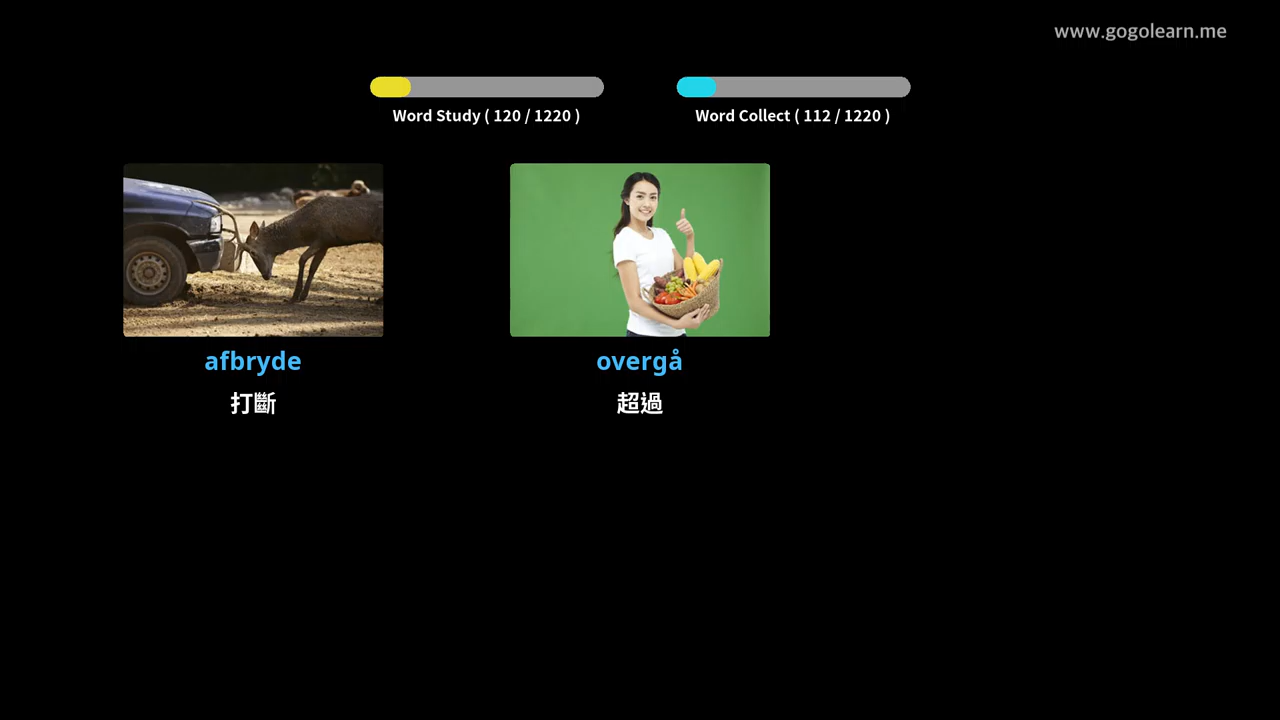 www.gogolearn.me
Word Study ( 120 / 1220 )
Word Collect ( 112 / 1220 )
afbryde
打斷
overgå
超過